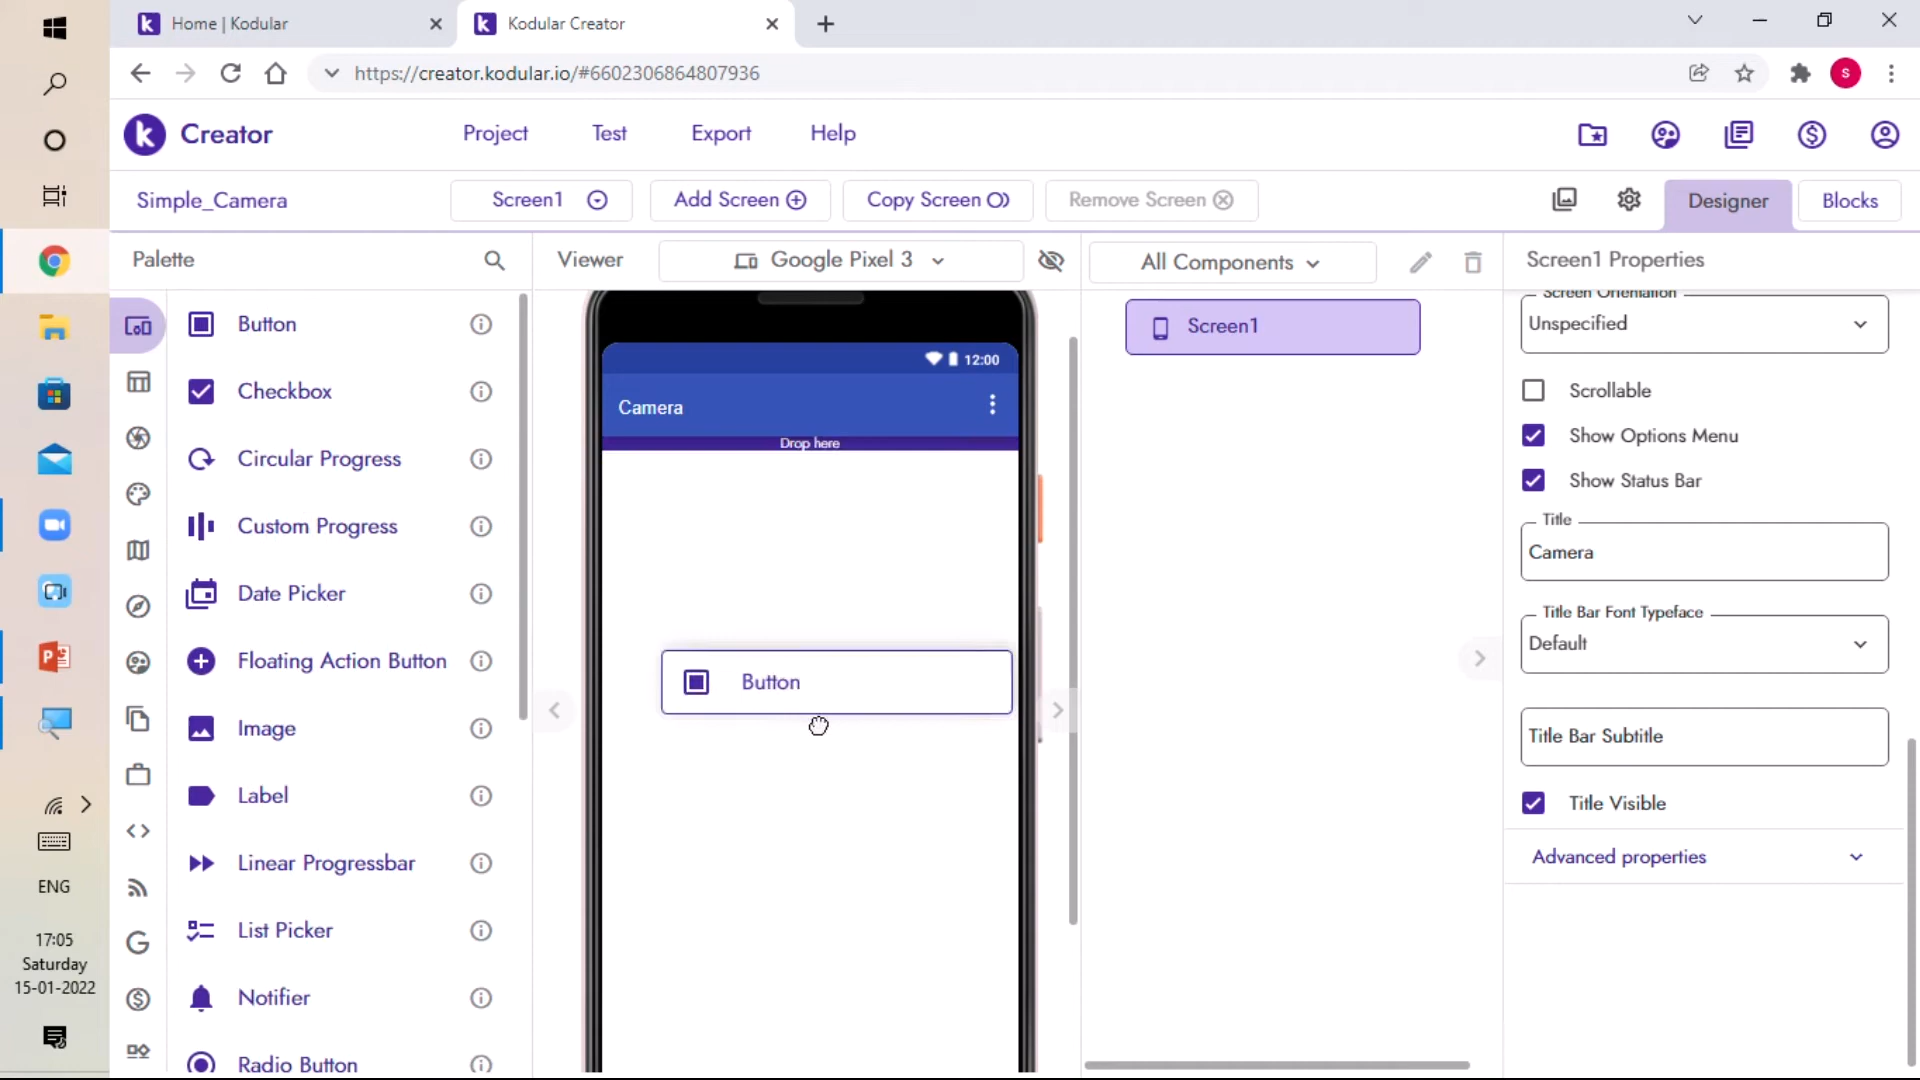 Home | Kodular
Kodular Creator
https://creator.kodular.io/#6602306864807936
s
k
Creator
Project
Test
Export
Help
Simple_Camera
Screen1
Add Screen
Copy Screen
Remove Screen
Designer
Blocks
Palette
Viewer
Google Pixel 3
All Components
Screen1 Properties
Button
Checkbox
Circular Progress
Custom Progress
Date Picker
Floating Action Button
Image
Label
Linear Progressbar
List Picker
Notifier
Radio Button
12:00
Camera
Drop here
Button
Screen1
Screen Orientation
Unspecified
Scrollable
Show Options Menu
Show Status Bar
Title
Camera
Title Bar Font Typeface
Default
Title Bar Subtitle
Title Visible
Advanced properties
ENG
17:05
Saturday
15-01-2022